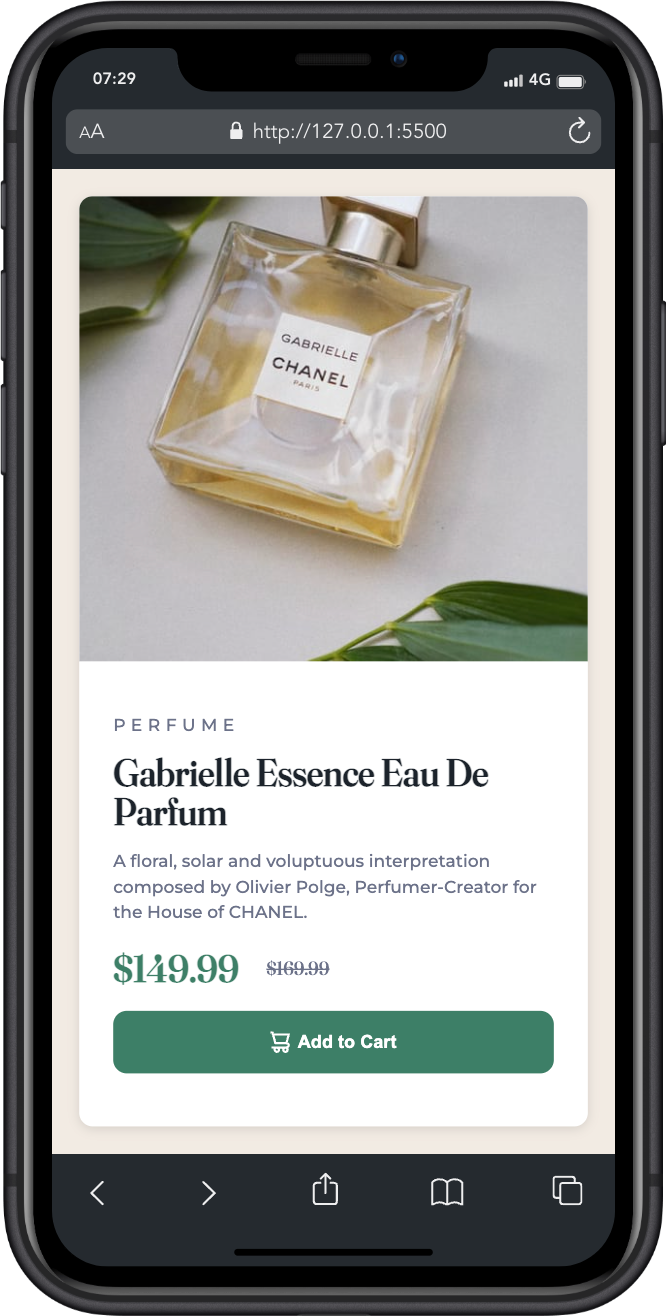 07:29
4G
AA
http://127.0.0.1:5500
GABRIELLE
CHANEL
PARIS
PERFUME
Gabrielle Essence Eau De
Parfum
A floral, solar and voluptuous interpretation
composed by Olivier Polge, Perfumer-Creator for
the House of CHANEL.
$149.99 $169.99
Add to Cart